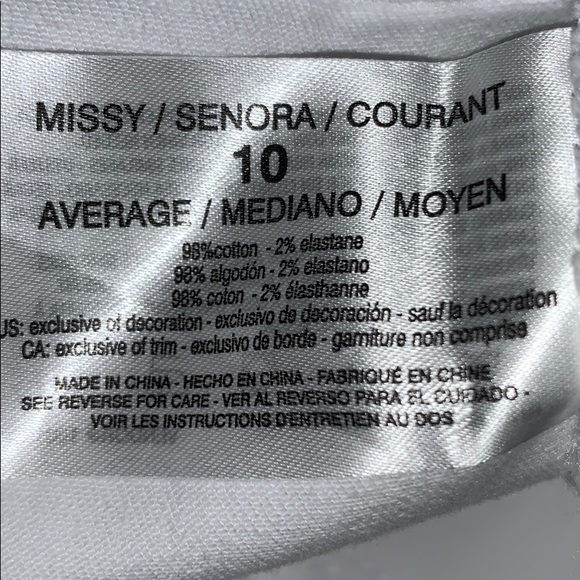 MISSY / SENORA / COURANT
10
AVERAGE / MEDIANO / MOYEN
98%cotton - 2% elastane
98% algodón - 2% elastano
98% coton - 2% élasthanne
US: exclusive of decoration - exclusivo de decoración - sauf la décoration
CA: exclusive of trim - exclusivo de borde - garniture non comprise
MADE IN CHINA - HECHO EN CHINA - FABRIQUÉ EN CHINE
SEE REVERSE FOR CARE - VER AL REVERSO PARA EL CUIDADO -
VOIR LES INSTRUCTIONS D'ENTRETIEN AU DOS